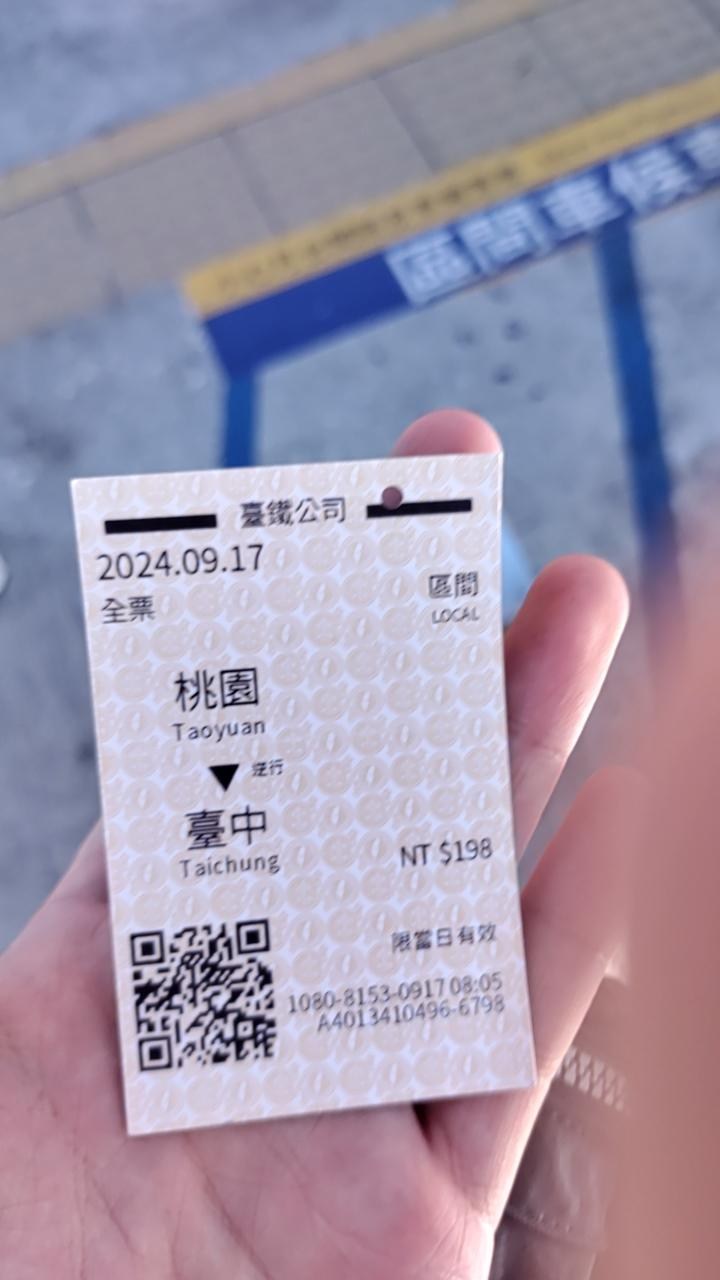 區間車候車
臺鐵公司
2024.09.17
全票
區間
LOCAL
桃園
Taoyuan
逆行
臺中
Taichung
NT $198
限當日有效
1080-8153-0917 08:05
A4013410496-6798